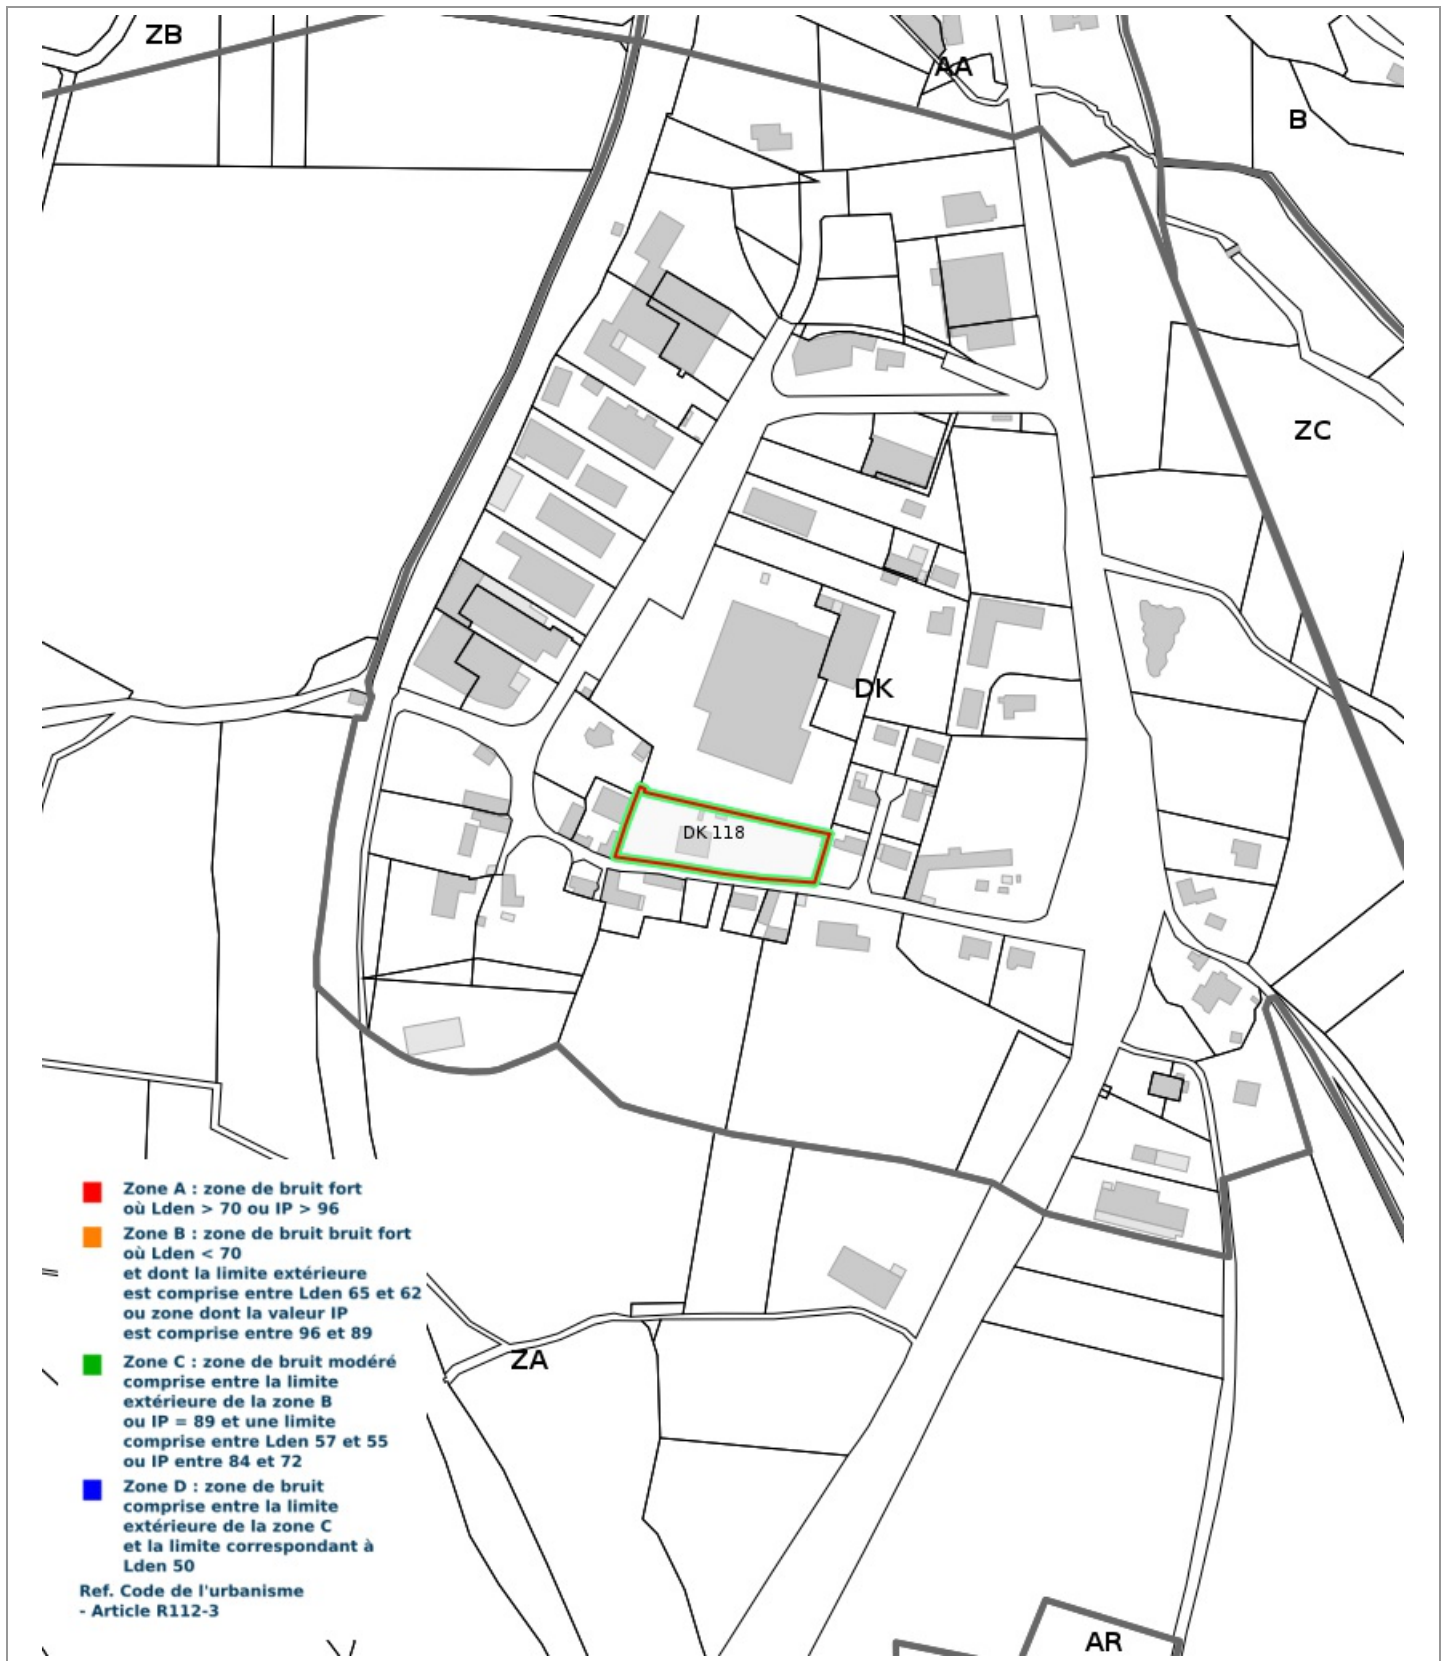 ZB
AA
B
ZC
DK
DK 118
Zone A : zone de bruit fort
où Lden > 70 ou IP > 96
Zone B : zone de bruit bruit fort
où Lden < 70
et dont la limite extérieure
est comprise entre Lden 65 et 62
ou zone dont la valeur IP
est comprise entre 96 et 89
Zone C : zone de bruit modéré
comprise entre la limite
extérieure de la zone B
ou IP = 89 et une limite
comprise entre Lden 57 et 55
ou IP entre 84 et 72
Zone D : zone de bruit
comprise entre la limite
extérieure de la zone C
et la limite correspondant à
Lden 50
Ref. Code de l'urbanisme
- Article R112-3
ZA
AR